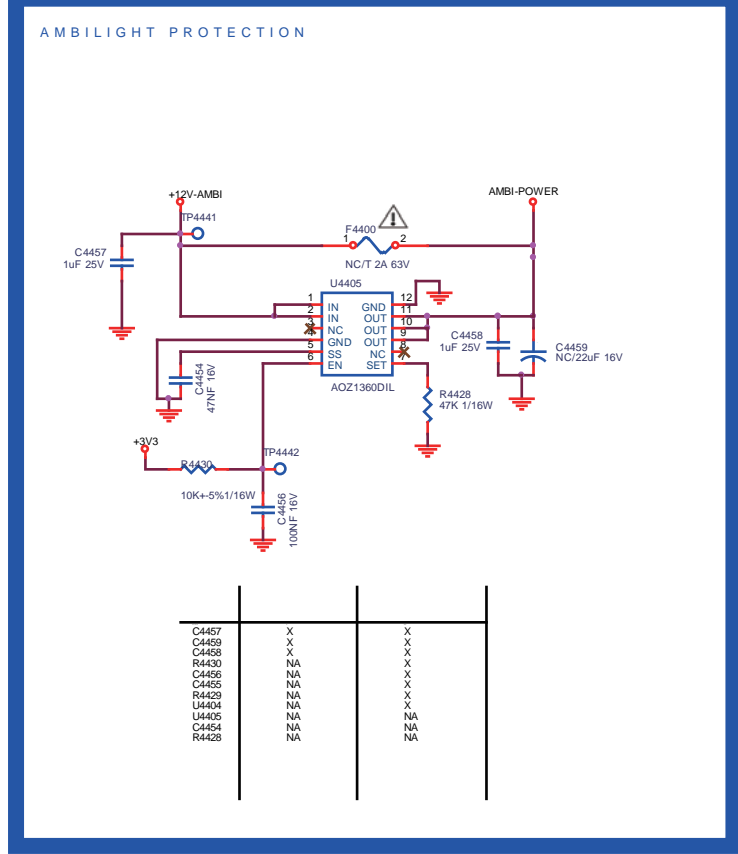 AMBILIGHT PROTECTION
+12V-AMBI
AMBI-POWER
TP4441
F4400
1 2
NC/T 2A 63V
C4457
1uF 25V
U4405
1 IN GND 12
2 IN OUT 11
3 NC OUT 10
4 GND OUT 9
5 SS NC 8
6 EN SET
AOZ1360DIL
C4458
1uF 25V
C4459
NC/22uF 16V
C4454
47NF 16V
R4428
47K 1/16W
+3V3
R4430
TP4442
10K+-5%1/16W
C4456
100NF 16V
C4457 X X
C4459 X X
C4458 X X
R4430 NA X
C4456 NA X
C4455 NA X
R4429 NA X
U4404 NA X
U4405 NA NA
C4454 NA NA
R4428 NA NA